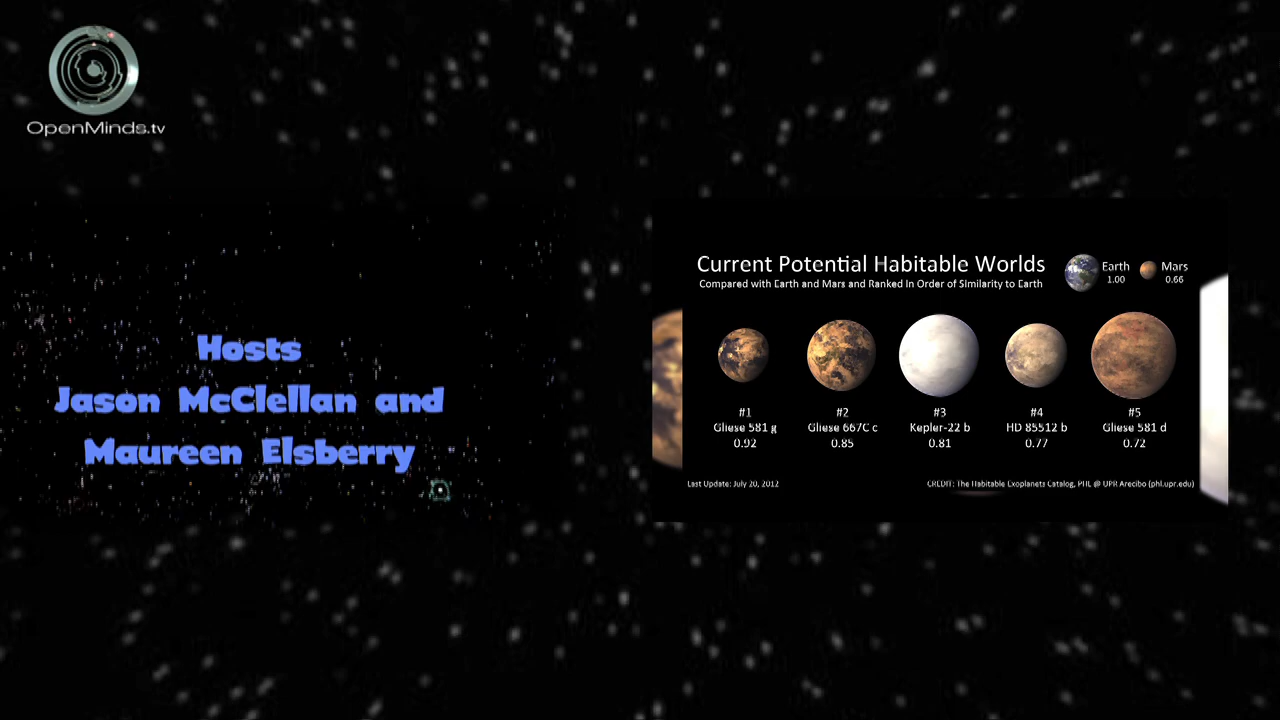 OpenMinds.tv
Hosts
Jason McClellan and
Maureen Elsberry
Current Potential Habitable Worlds
Compared with Earth and Mars and Ranked in Order of Similarity to Earth
Earth
1.00
Mars
0.66
#1
Gliese 581 g
0.92
#2
Gliese 667C c
0.85
#3
Kepler-22 b
0.81
#4
HD 85512 b
0.77
#5
Gliese 581 d
0.72
Last Update: July 20, 2012
CREDIT: The Habitable Exoplanets Catalog, PHL @ UPR Arecibo (phl.upr.edu)